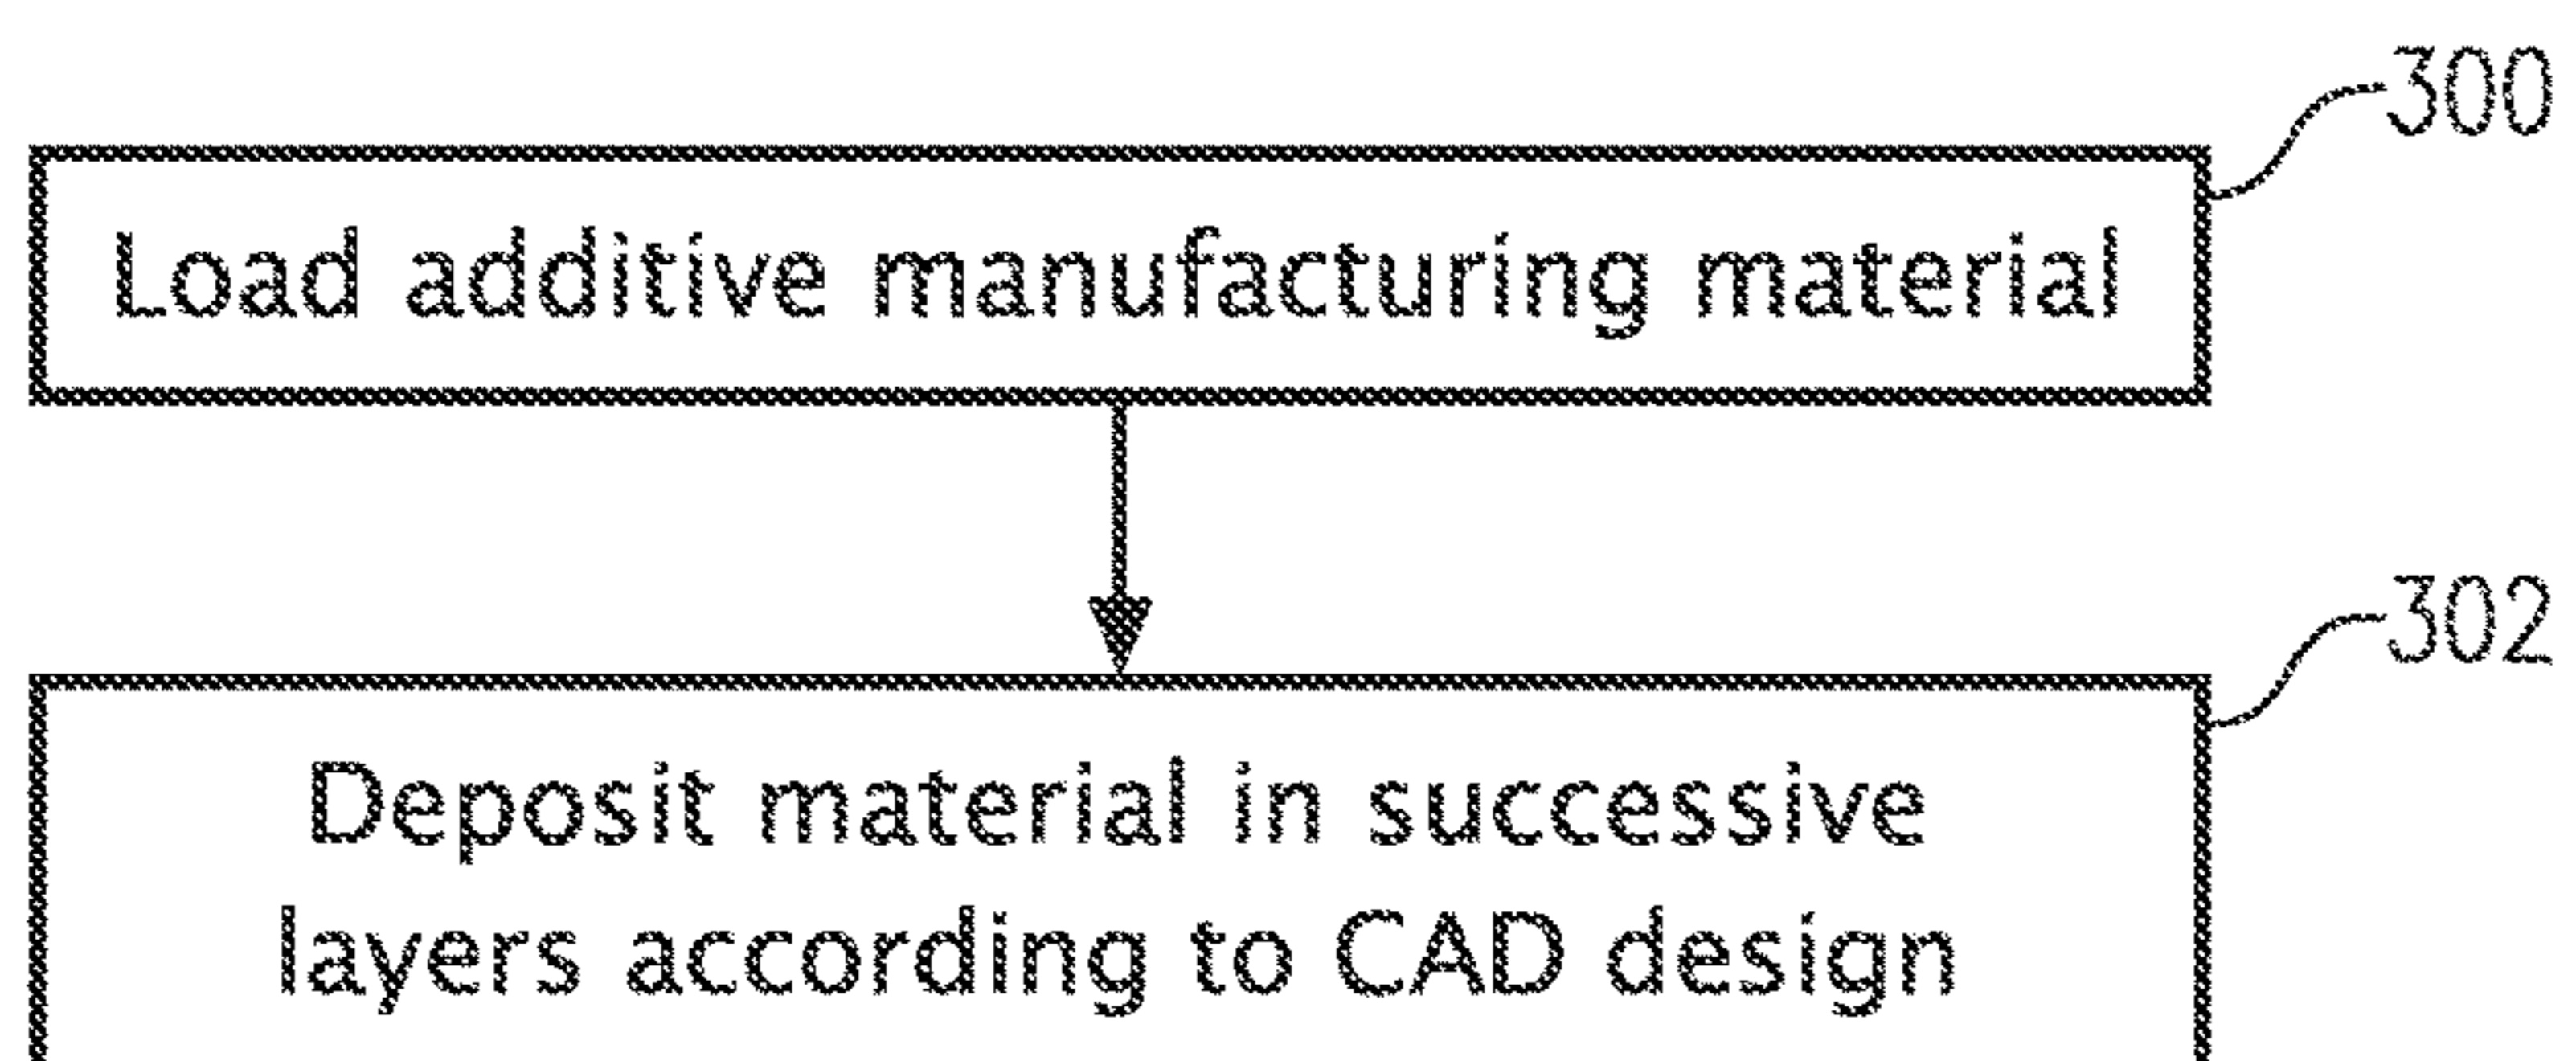 300
Load additive manufacturing material
302
Deposit material in successive
layers according to CAD design